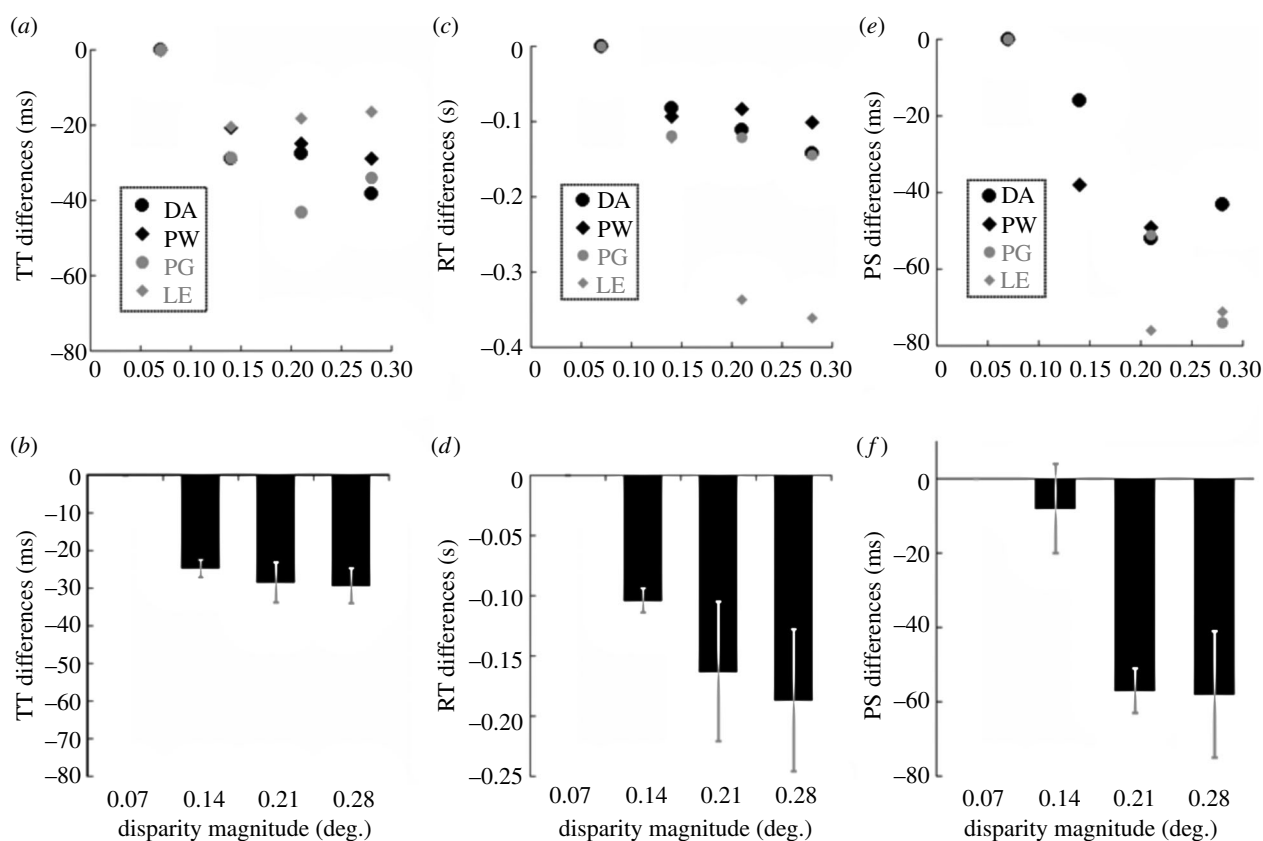 (a)
TT differences (ms)
0
–20
–40
–60
–80
DA
PW
PG
LE
0 0.05 0.10 0.15 0.20 0.25 0.30
(c)
RT differences (s)
0
–0.1
–0.2
–0.3
–0.4
DA
PW
PG
LE
0 0.05 0.10 0.15 0.20 0.25 0.30
(e)
PS differences (ms)
0
–20
–40
–60
–80
DA
PW
PG
LE
0 0.05 0.10 0.15 0.20 0.25 0.30
(b)
TT differences (ms)
0
–10
–20
–30
–40
–50
–60
–70
–80
0.07 0.14 0.21 0.28
disparity magnitude (deg.)
(d)
RT differences (s)
0
–0.05
–0.10
–0.15
–0.20
–0.25
0.07 0.14 0.21 0.28
disparity magnitude (deg.)
(f)
PS differences (ms)
0
–20
–40
–60
–80
0.07 0.14 0.21 0.28
disparity magnitude (deg.)